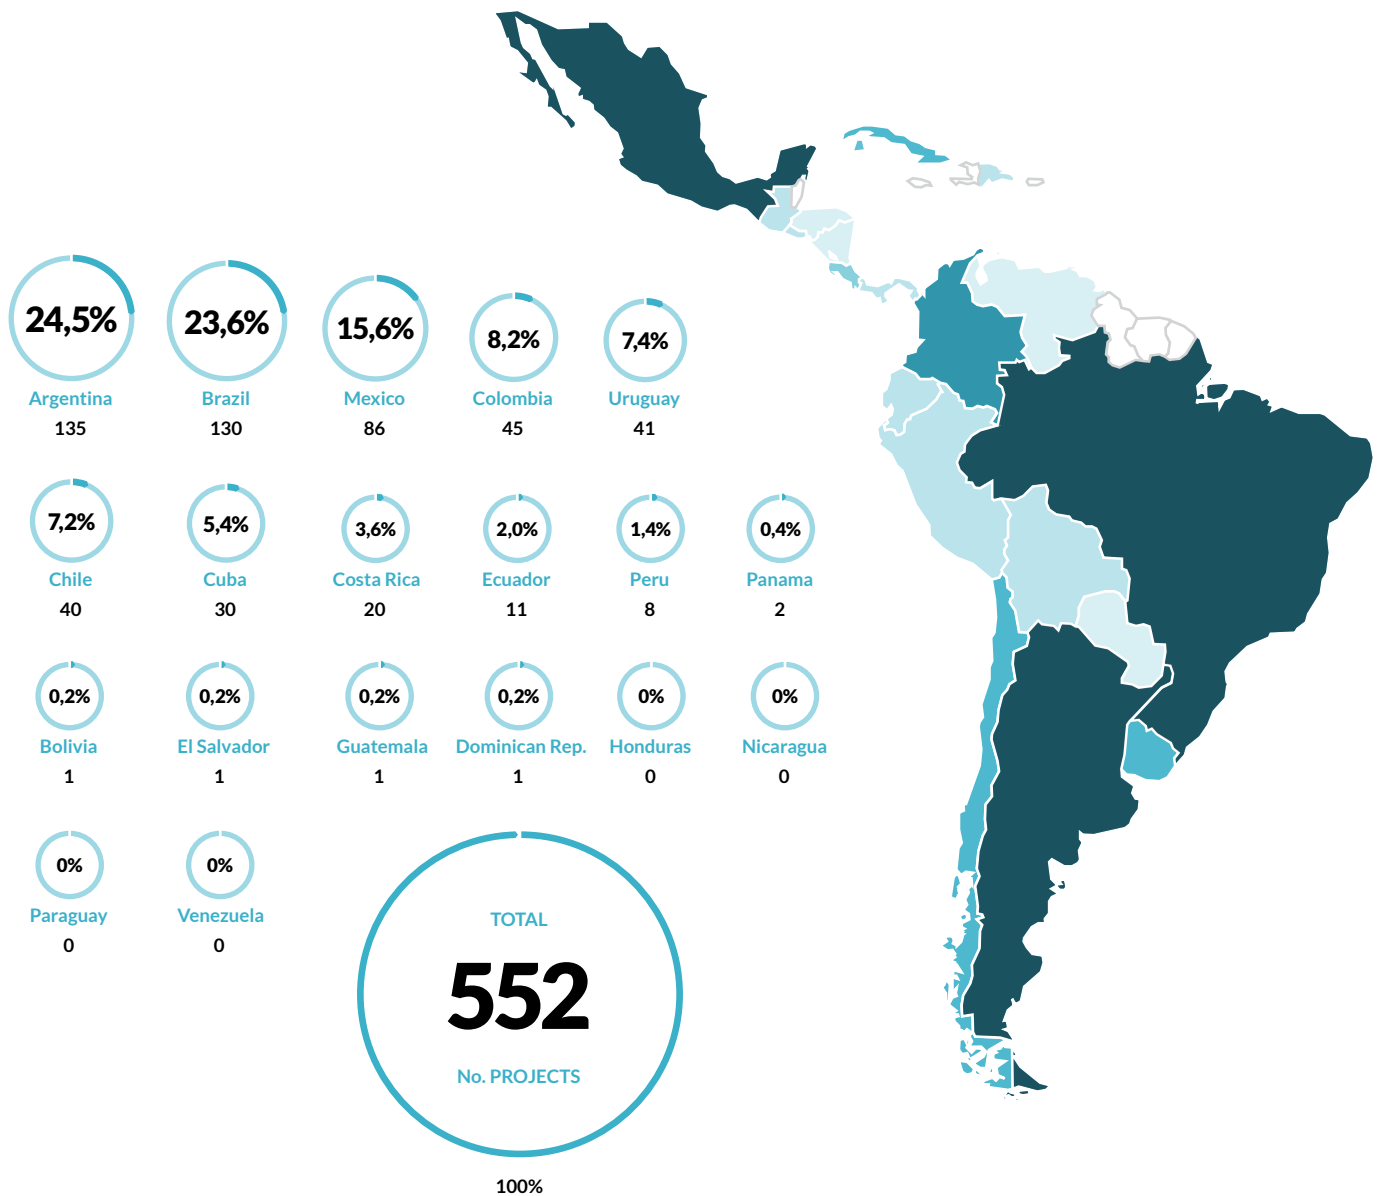 24,5% 23,6% 15,6% 8,2% 7,4%
Argentina Brazil Mexico Colombia Uruguay
135 130 86 45 41
7,2% 5,4% 3,6% 2,0% 1,4% 0,4%
Chile Cuba Costa Rica Ecuador Peru Panama
40 30 20 11 8 2
0,2% 0,2% 0,2% 0,2% 0% 0%
Bolivia El Salvador Guatemala Dominican Rep. Honduras Nicaragua
1 1 1 1 0 0
0% 0%
Paraguay Venezuela
0 0
TOTAL
552
No. PROJECTS
100%